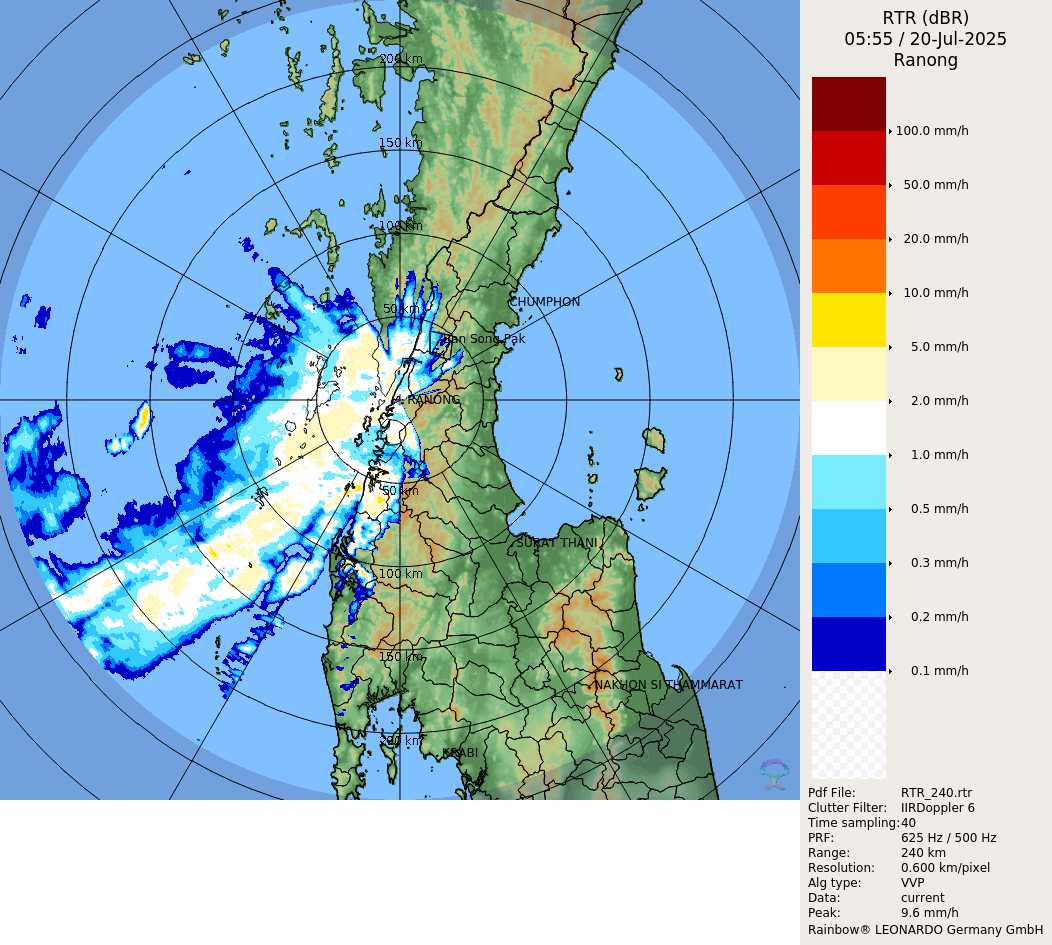 RTR (dBR)
05:55 / 20-Jul-2025
Ranong
200 km
150 km
100 km
50 km
CHUMPHON
Ban Song Pak
RANONG
50 km
SURAT THANI
100 km
150 km
NAKHON SI THAMMARAT
200 km
KRABI
100.0 mm/h
50.0 mm/h
20.0 mm/h
10.0 mm/h
5.0 mm/h
2.0 mm/h
1.0 mm/h
0.5 mm/h
0.3 mm/h
0.2 mm/h
0.1 mm/h
Pdf File: RTR_240.rtr
Clutter Filter: IIRDoppler 6
Time sampling:40
PRF: 625 Hz / 500 Hz
Range: 240 km
Resolution: 0.600 km/pixel
Alg type: VVP
Data: current
Peak: 9.6 mm/h
Rainbow® LEONARDO Germany GmbH